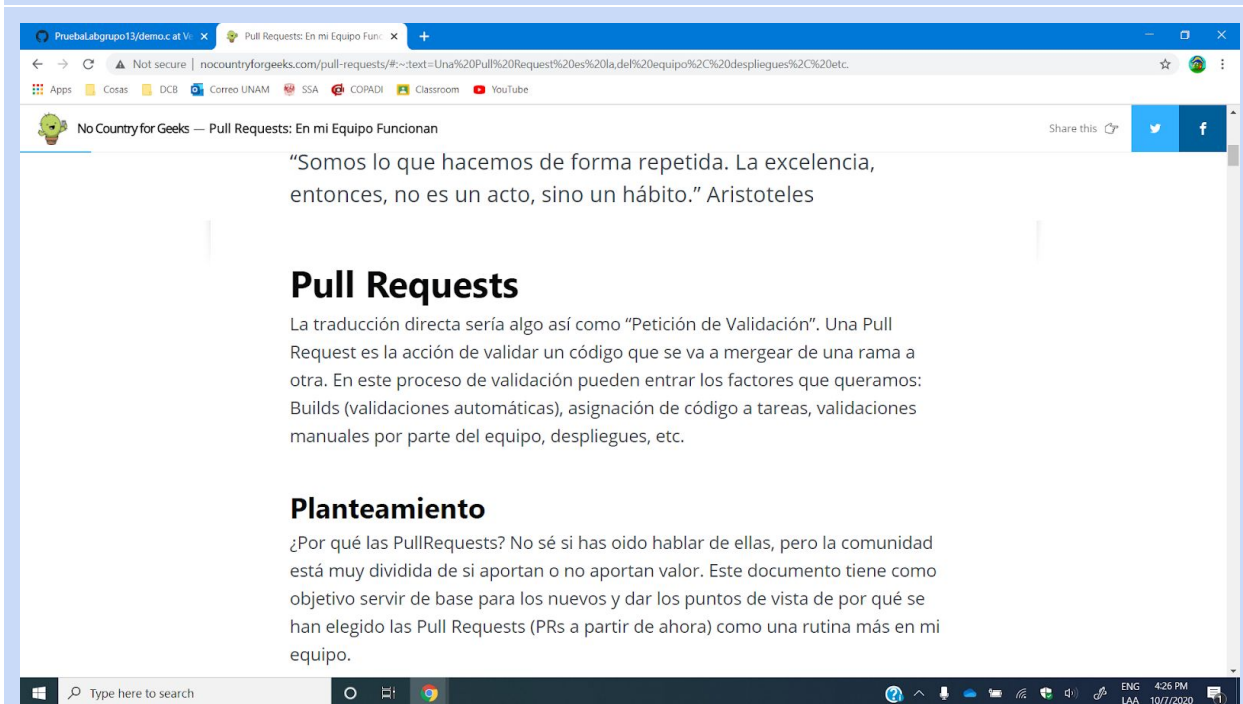 PruebaLabgrupo13/demo.c at Ve
Pull Requests: En mi Equipo Func
Not secure | nocountryforgeeks.com/pull-requests/#:~:text=Una%20Pull%20Request%20es%20la,del%20equipo%2C%20despliegues%2C%20etc.
Apps Cosas DCB Correo UNAM SSA COPADI Classroom YouTube
No Country for Geeks — Pull Requests: En mi Equipo Funcionan Share this
“Somos lo que hacemos de forma repetida. La excelencia,
entonces, no es un acto, sino un hábito.” Aristoteles
Pull Requests
La traducción directa sería algo así como “Petición de Validación”. Una Pull
Request es la acción de validar un código que se va a mergear de una rama a
otra. En este proceso de validación pueden entrar los factores que queramos:
Builds (validaciones automáticas), asignación de código a tareas, validaciones
manuales por parte del equipo, despliegues, etc.
Planteamiento
¿Por qué las PullRequests? No sé si has oido hablar de ellas, pero la comunidad
está muy dividida de si aportan o no aportan valor. Este documento tiene como
objetivo servir de base para los nuevos y dar los puntos de vista de por qué se
han elegido las Pull Requests (PRs a partir de ahora) como una rutina más en mi
equipo.
Type here to search
ENG 4:26 PM
LAA 10/7/2020